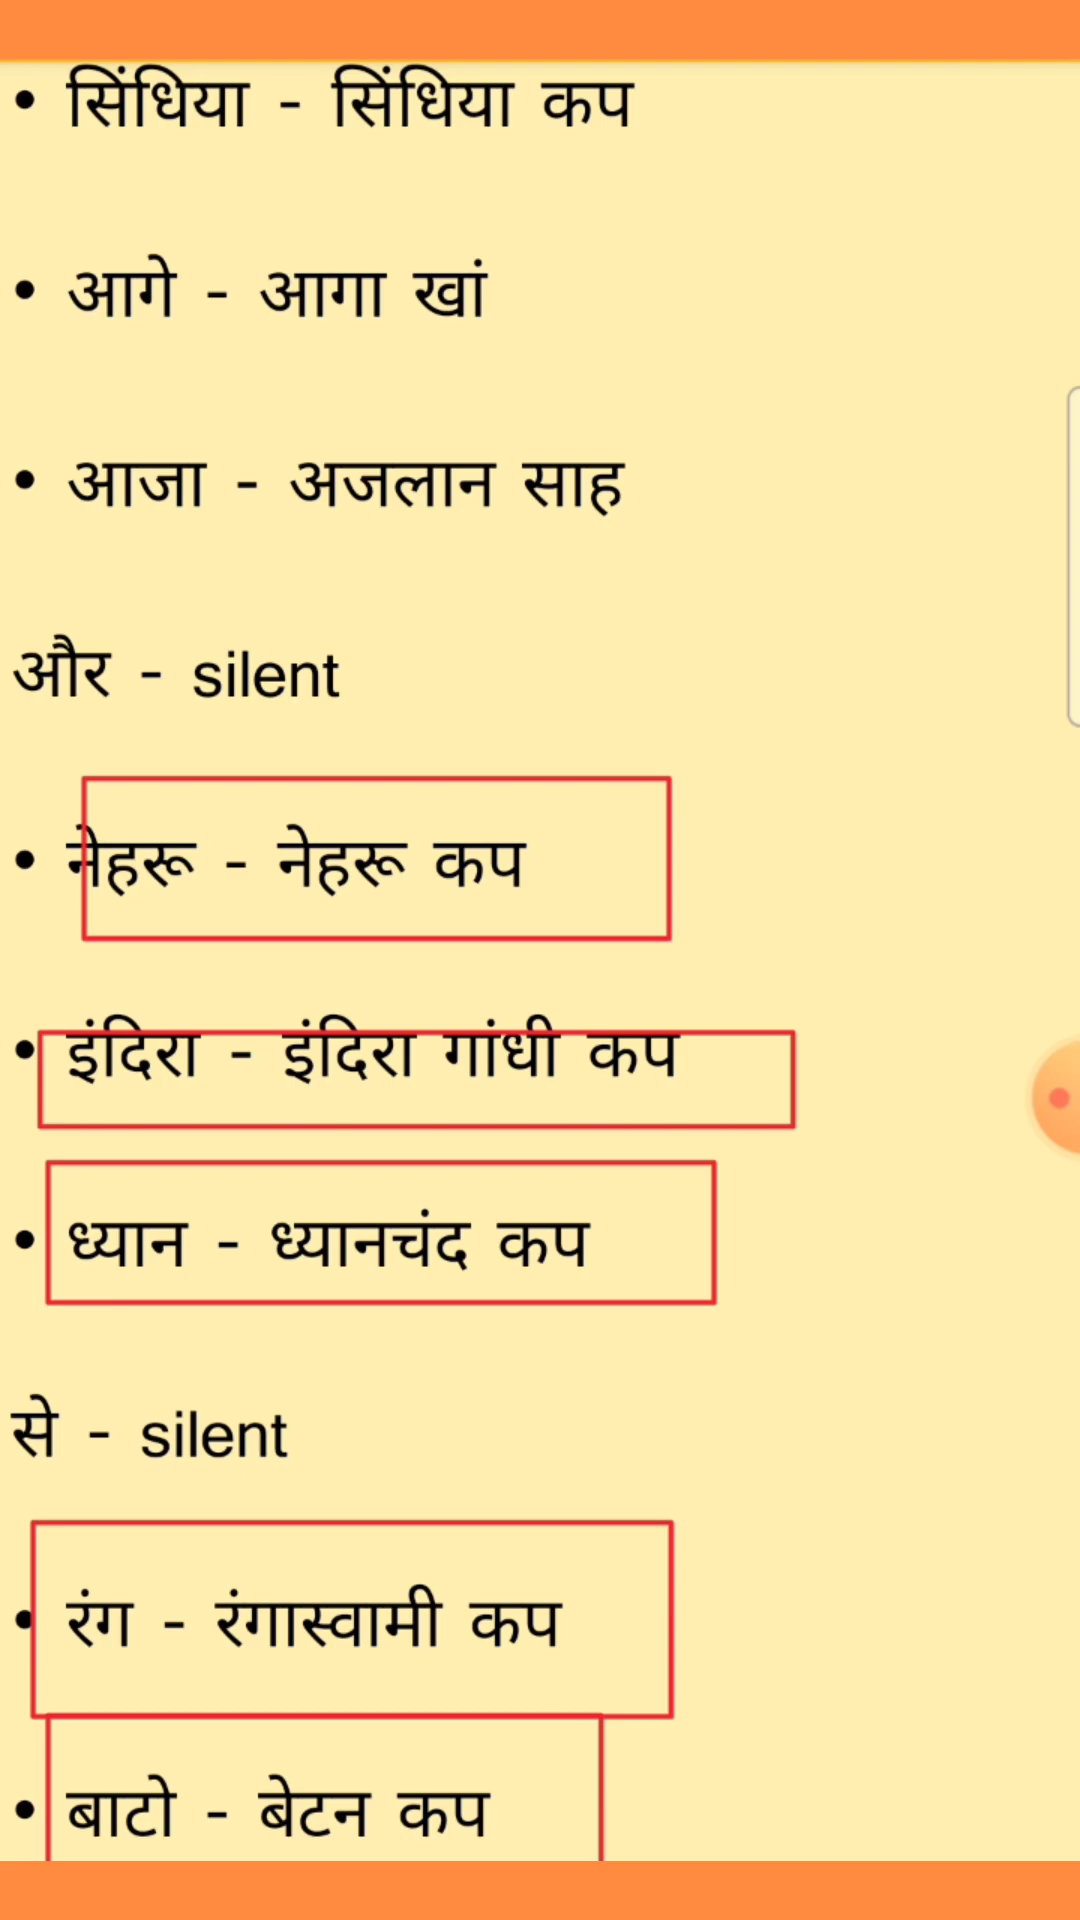 • सिंधिया - सिंधिया कप
• आगे - आगा खां
• आजा - अजलान साह
और - silent
• नेहरू - नेहरू कप
• इंदिरा - इंदिरा गांधी कप
• ध्यान - ध्यानचंद कप
से - silent
• रंग - रंगास्वामी कप
• बाटो - बेटन कप